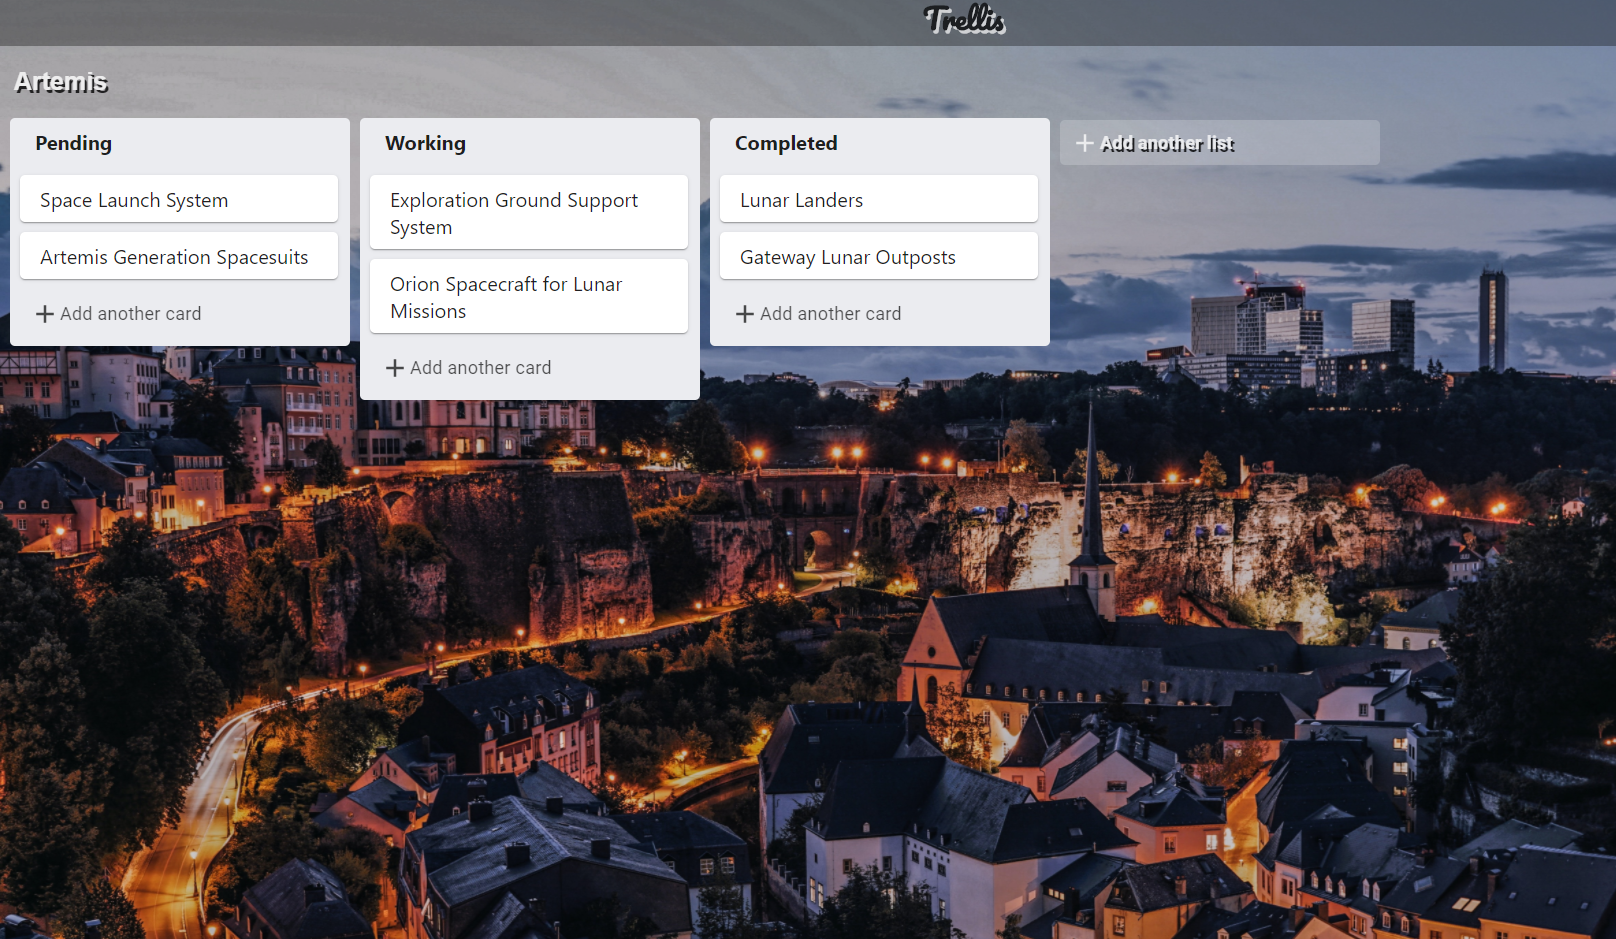 Trellis
Artemis
Pending
Space Launch System
Artemis Generation Spacesuits
Add another card
Working
Exploration Ground Support
System
Orion Spacecraft for Lunar
Missions
Add another card
Completed
Lunar Landers
Gateway Lunar Outposts
Add another card
Add another list